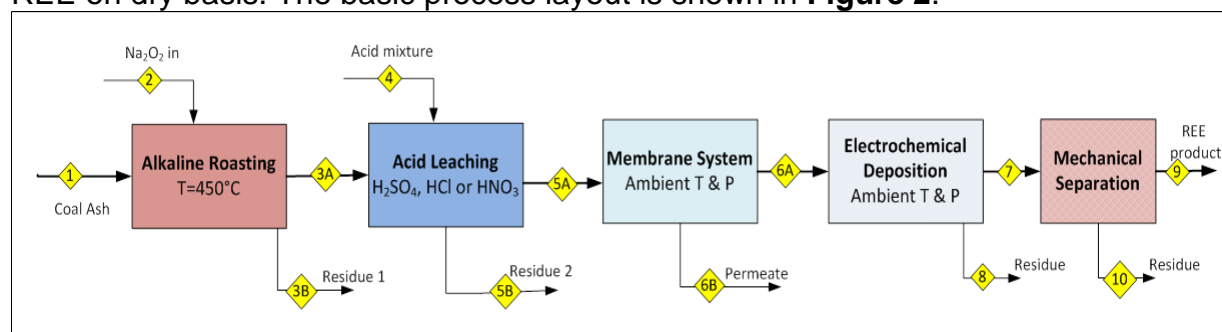 REE on dry basis. The basic process layout is shown in Figure 2.
Na₂O₂ in
Acid mixture
2
4
Alkaline Roasting
T=450°C
Acid Leaching
H₂SO₄, HCl or HNO₃
Membrane System
Ambient T & P
Electrochemical
Deposition
Ambient T & P
Mechanical
Separation
REE
product
1
3A
5A
6A
7
9
Coal Ash
3B
Residue 1
5B
Residue 2
6B
Permeate
8
Residue
10
Residue